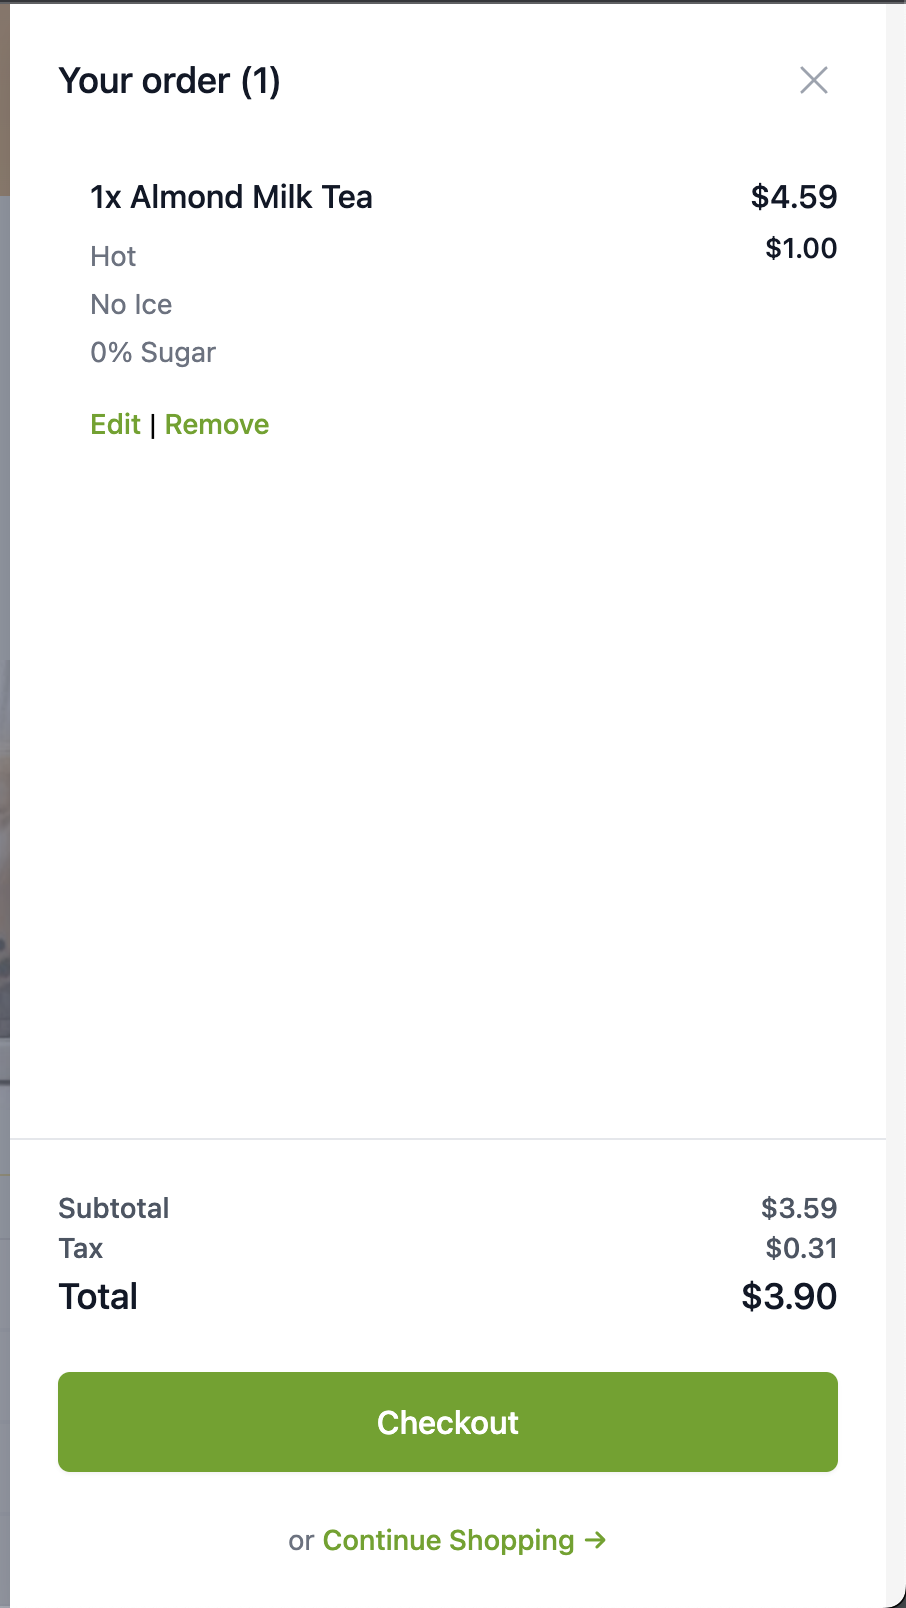 Your order (1)
1x Almond Milk Tea $4.59
Hot $1.00
No Ice
0% Sugar
Edit | Remove
Subtotal $3.59
Tax $0.31
Total $3.90
Checkout
or Continue Shopping →